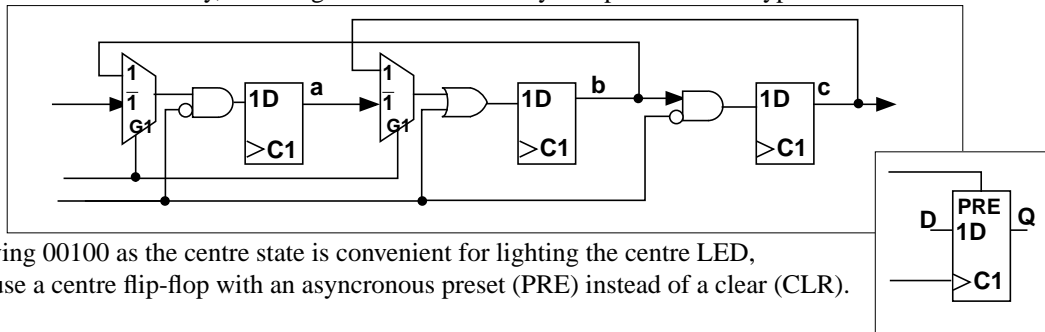 1
1
G1
1D
C1
a
1
1
G1
1D
C1
b
1D
C1
c
PRE
D
1D
Q
C1
00100 as the centre state is convenient for lighting the centre LED,
use a centre flip-flop with an asyncronous preset (PRE) instead of a clear (CLR).